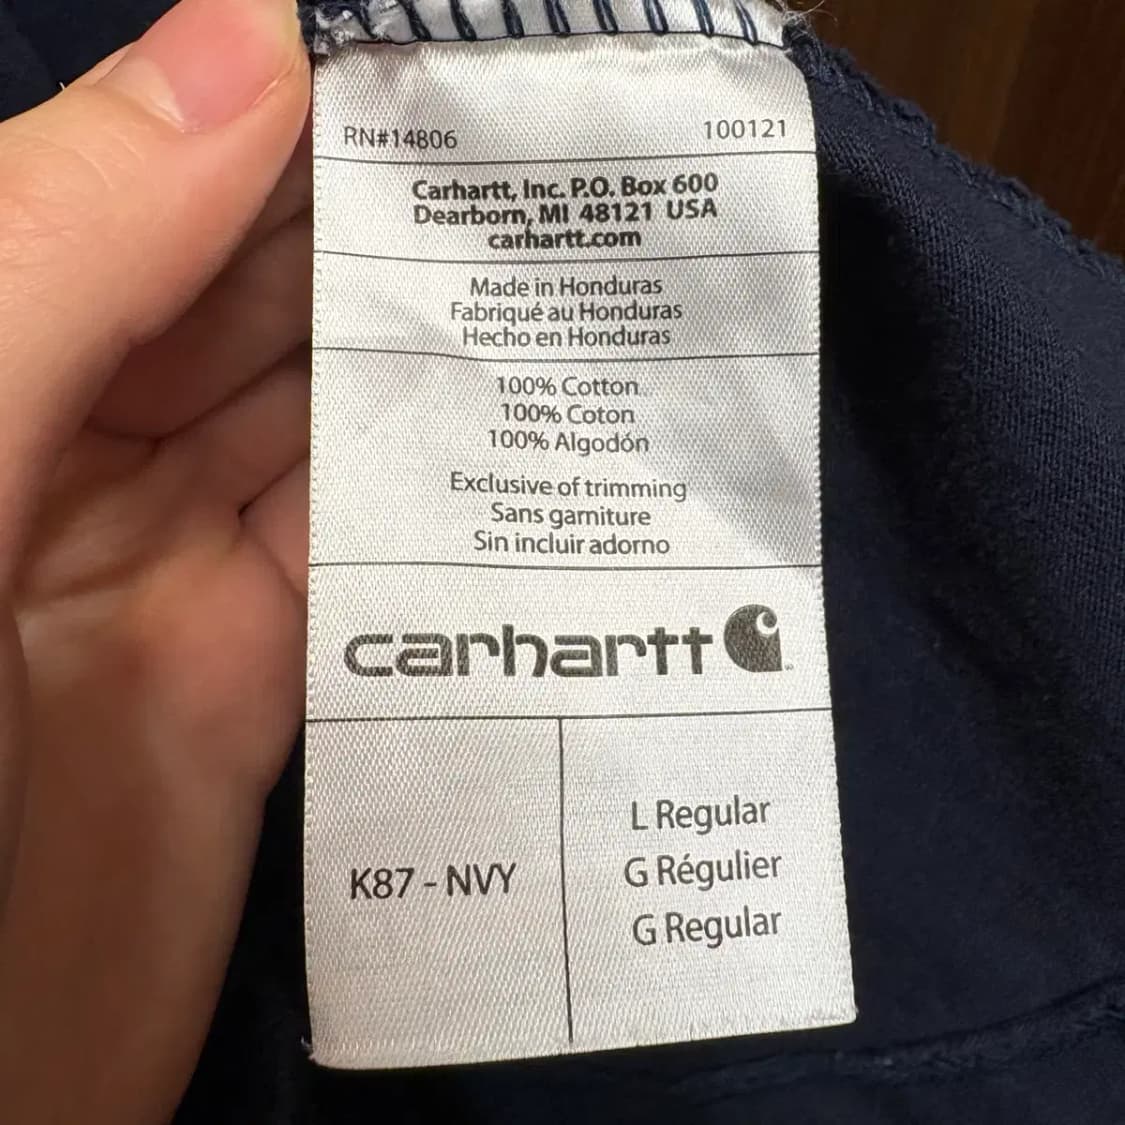 RN#14806 100121
Carhartt, Inc. P.O. Box 600
Dearborn, MI 48121 USA
carhartt.com
Made in Honduras
Fabriqué au Honduras
Hecho en Honduras
100% Cotton
100% Coton
100% Algodón
Exclusive of trimming
Sans garniture
Sin incluir adorno
carhartt
K87 - NVY
L Regular
G Régulier
G Regular